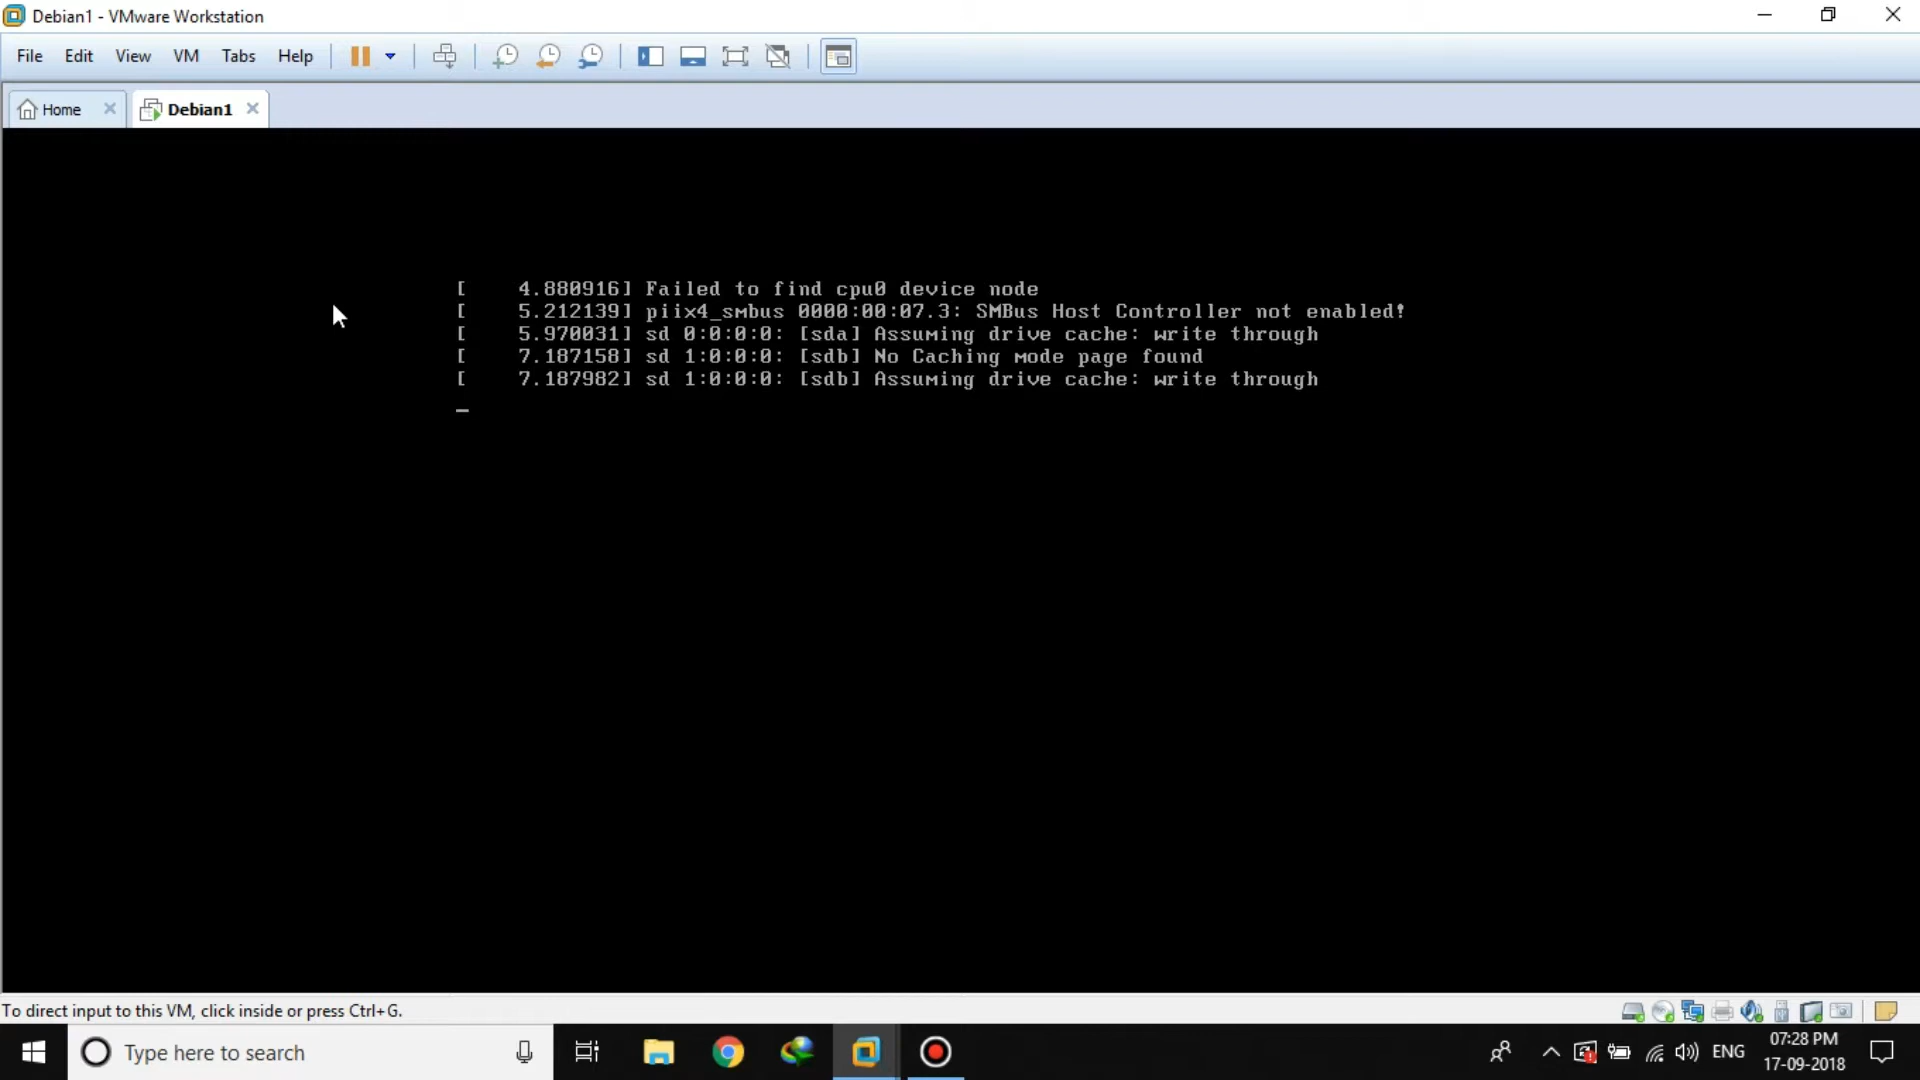 Debian1 - VMware Workstation
File Edit View VM Tabs Help
Home Debian1
[    4.880916] Failed to find cpu0 device node
[    5.212139] piix4_smbus 0000:00:07.3: SMBus Host Controller not enabled!
[    5.970031] sd 0:0:0:0: [sda] Assuming drive cache: write through
[    7.187158] sd 1:0:0:0: [sdb] No Caching mode page found
[    7.187982] sd 1:0:0:0: [sdb] Assuming drive cache: write through
_
To direct input to this VM, click inside or press Ctrl+G.
Type here to search
ENG
07:28 PM
17-09-2018